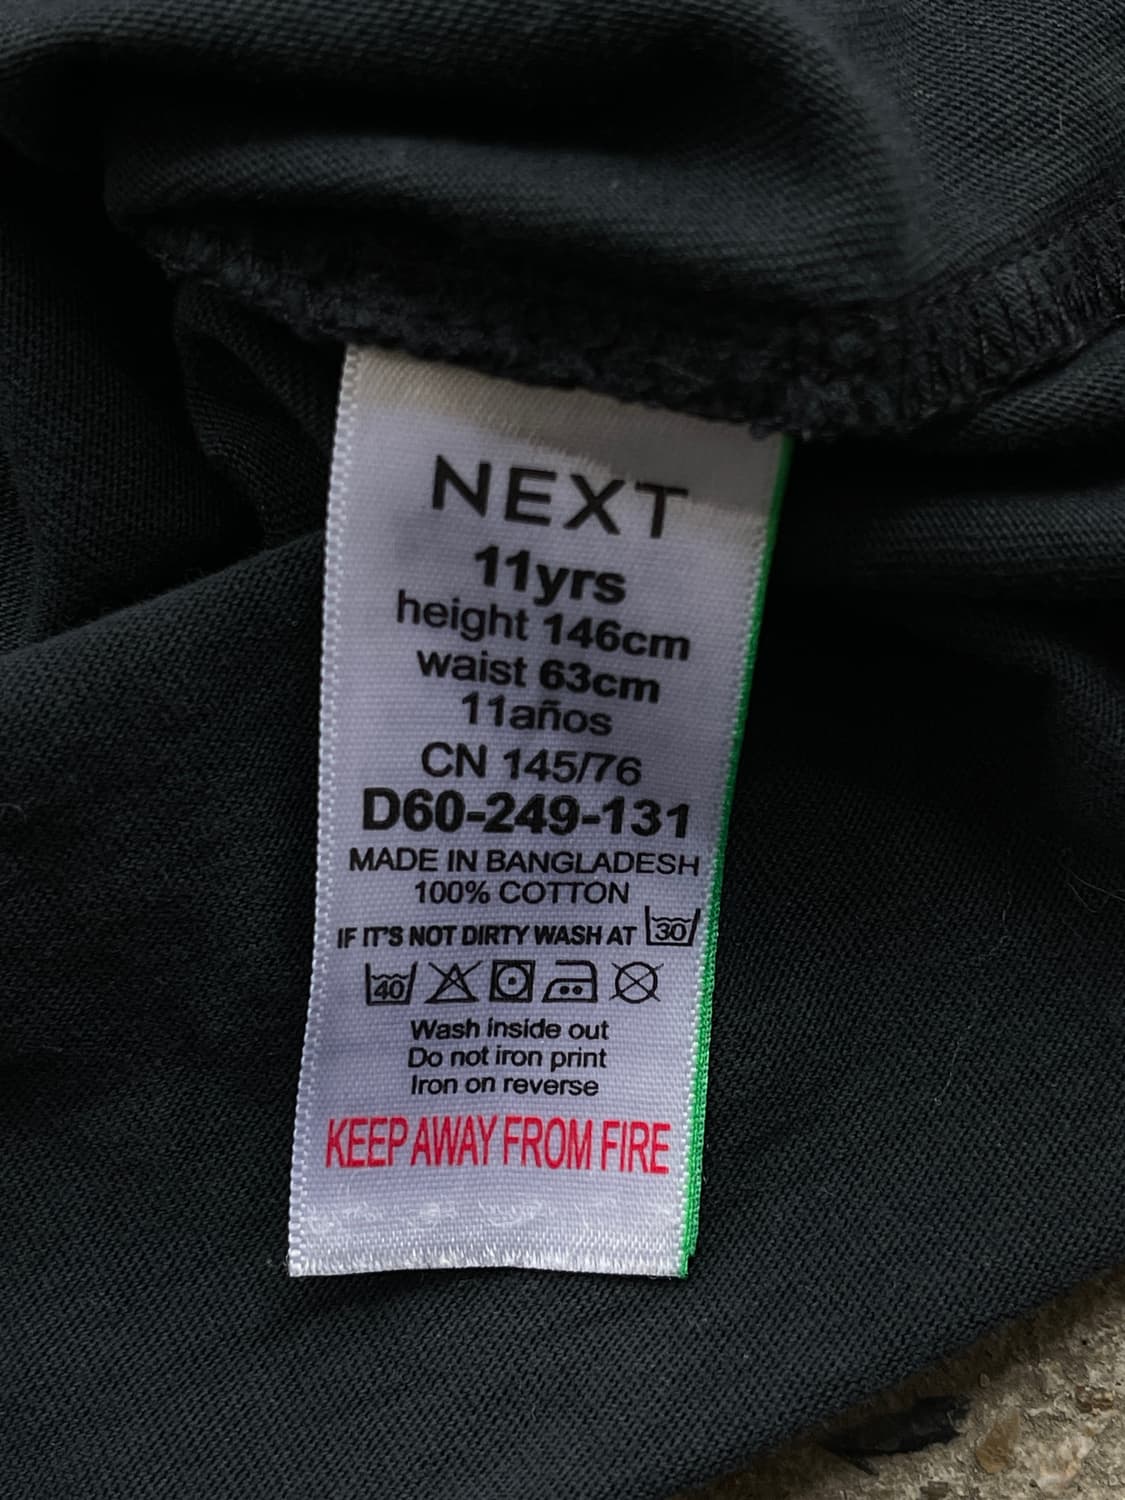 NEXT
11yrs
height 146cm
waist 63cm
11años
CN 145/76
D60-249-131
MADE IN BANGLADESH
100% COTTON
IF IT'S NOT DIRTY WASH AT 30
40
Wash inside out
Do not iron print
Iron on reverse
KEEP AWAY FROM FIRE